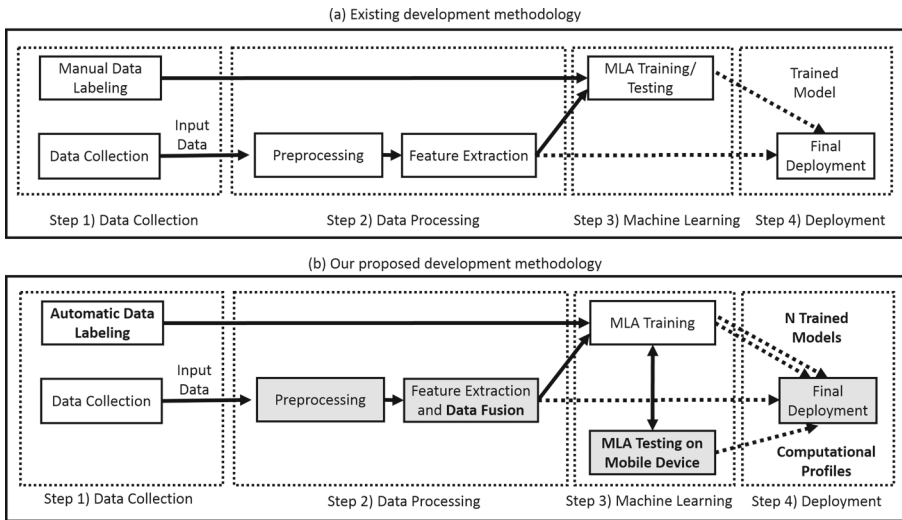 (a) Existing development methodology
Manual Data
Labeling
MLA Training/
Testing
Trained
Model
Input
Data
Data Collection
Preprocessing
Feature Extraction
Final
Deployment
Step 1) Data Collection
Step 2) Data Processing
Step 3) Machine Learning
Step 4) Deployment
(b) Our proposed development methodology
Automatic Data
Labeling
MLA Training
N Trained
Models
Input
Data
Data Collection
Preprocessing
Feature Extraction
and Data Fusion
Final
Deployment
MLA Testing on
Mobile Device
Computational
Profiles
Step 1) Data Collection
Step 2) Data Processing
Step 3) Machine Learning
Step 4) Deployment